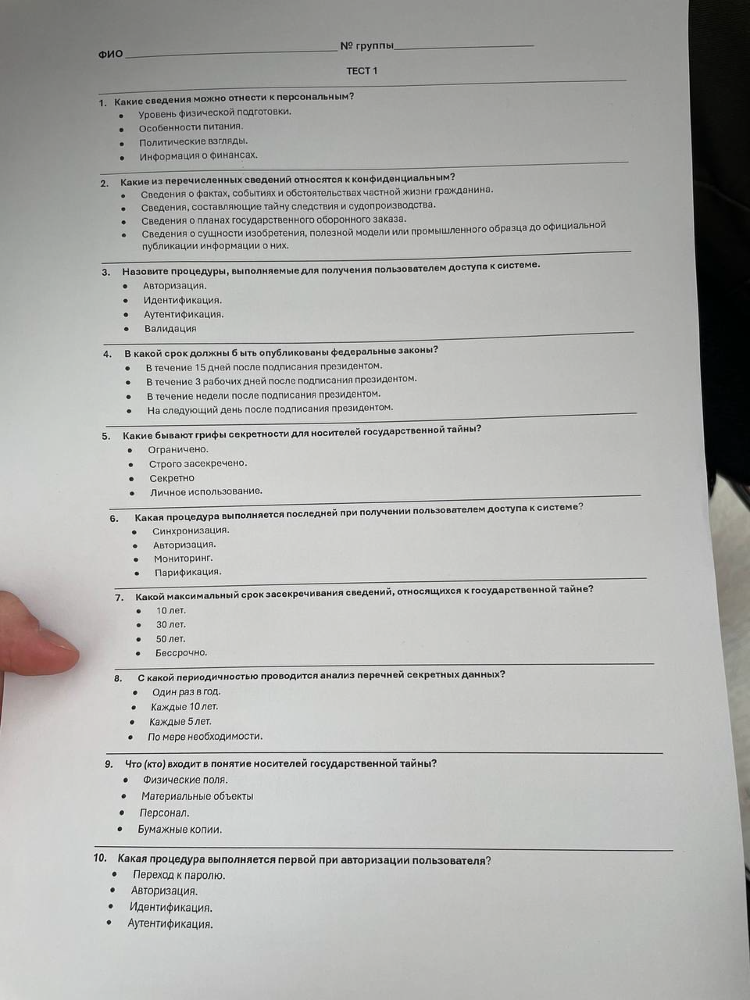 ФИО ______________ № группы ______________
ТЕСТ 1
1. Какие сведения можно отнести к персональным?
• Уровень физической подготовки.
• Особенности питания.
• Политические взгляды.
• Информация о финансах.
2. Какие из перечисленных сведений относятся к конфиденциальным?
• Сведения о фактах, событиях и обстоятельствах частной жизни гражданина.
• Сведения, составляющие тайну следствия и судопроизводства.
• Сведения о планах государственного оборонного заказа.
• Сведения о сущности изобретения, полезной модели или промышленного образца до официальной
публикации информации о них.
3. Назовите процедуры, выполняемые для получения пользователем доступа к системе.
• Авторизация.
• Идентификация.
• Аутентификация.
• Валидация
4. В какой срок должны б ыть опубликованы федеральные законы?
• В течение 15 дней после подписания президентом.
• В течение 3 рабочих дней после подписания президентом.
• В течение недели после подписания президентом.
• На следующий день после подписания президентом.
5. Какие бывают грифы секретности для носителей государственной тайны?
• Ограничено.
• Строго засекречено.
• Секретно
• Личное использование.
6. Какая процедура выполняется последней при получении пользователем доступа к системе?
• Синхронизация.
• Авторизация.
• Мониторинг.
• Парификация.
7. Какой максимальный срок засекречивания сведений, относящихся к государственной тайне?
• 10 лет.
• 30 лет.
• 50 лет.
• Бессрочно.
8. С какой периодичностью проводится анализ перечней секретных данных?
• Один раз в год.
• Каждые 10 лет.
• Каждые 5 лет.
• По мере необходимости.
9. Что (кто) входит в понятие носителей государственной тайны?
• Физические поля.
• Материальные объекты
• Персонал.
• Бумажные копии.
10. Какая процедура выполняется первой при авторизации пользователя?
• Переход к паролю.
• Авторизация.
• Идентификация.
• Аутентификация.